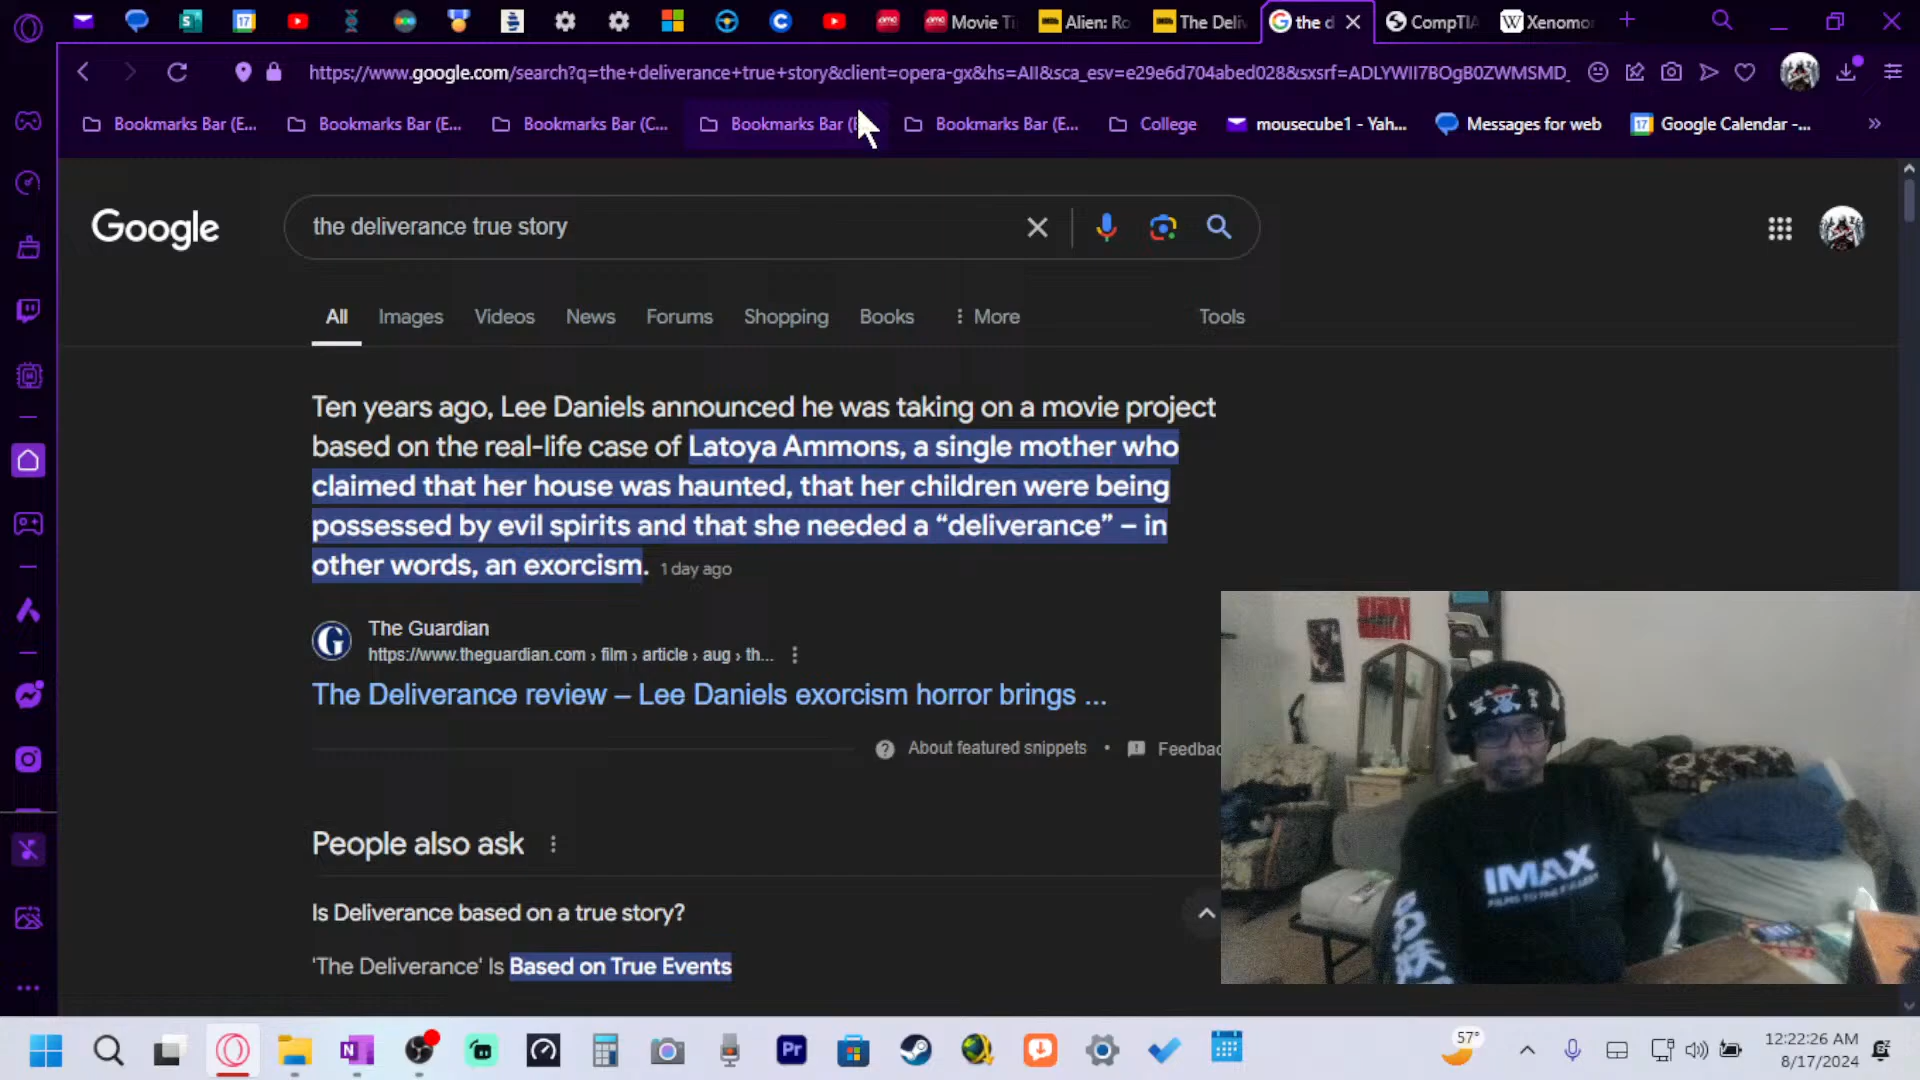 Movie Ti
Alien: Ro
The Deliv
the d
CompTIA
Xenomo
https://www.google.com/search?q=the+deliverance+true+story&client=opera-gx&hs=AlI&sca_esv=e29e6d704abed028&sxsrf=ADLYWII7BOgB0ZWMSMD_
Bookmarks Bar (E...
Bookmarks Bar (E...
Bookmarks Bar (C...
Bookmarks Bar (
Bookmarks Bar (E...
College
mousecube1 - Yah...
Messages for web
Google Calendar -...
Google
the deliverance true story
All
Images
Videos
News
Forums
Shopping
Books
More
Tools
Ten years ago, Lee Daniels announced he was taking on a movie project
based on the real-life case of Latoya Ammons, a single mother who
claimed that her house was haunted, that her children were being
possessed by evil spirits and that she needed a “deliverance” – in
other words, an exorcism. 1 day ago
The Guardian
https://www.theguardian.com › film › article › aug › th...
The Deliverance review – Lee Daniels exorcism horror brings ...
About featured snippets
•
Feedbac
People also ask
Is Deliverance based on a true story?
'The Deliverance' Is Based on True Events
IMAX
57°
12:22:26 AM
8/17/2024